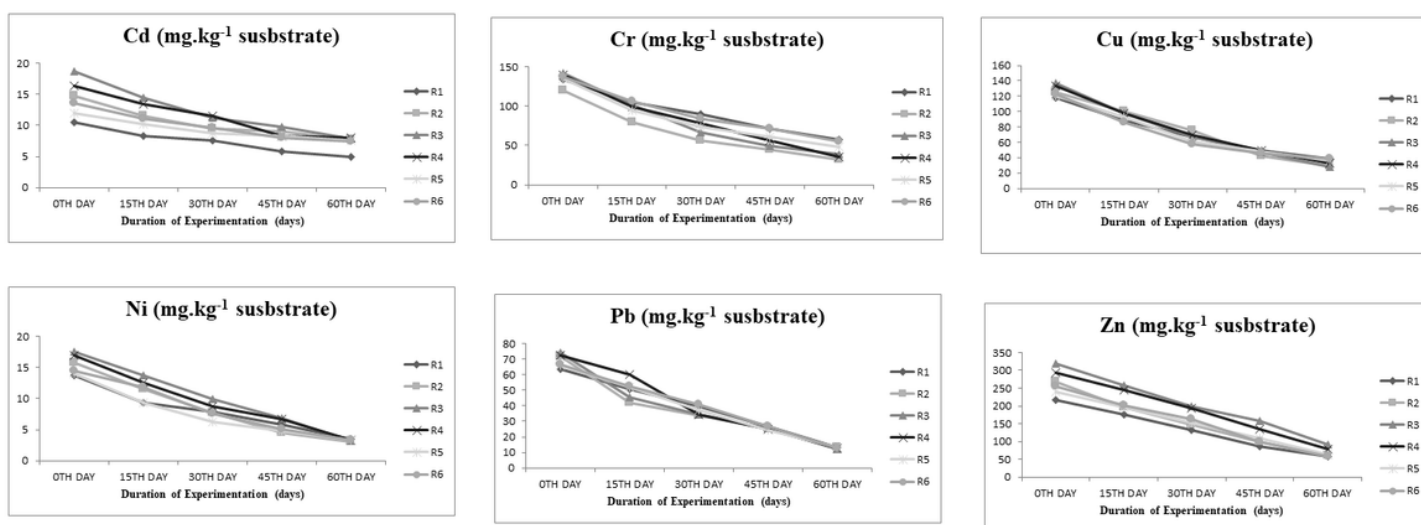 Cd (mg.kg-1 susbstrate)
20
15
10
5
0
0TH DAY 15TH DAY 30TH DAY 45TH DAY 60TH DAY
Duration of Experimentation (days)
R1
R2
R3
R4
R5
R6
Cr (mg.kg-1 susbstrate)
150
100
50
0
0TH DAY 15TH DAY 30TH DAY 45TH DAY 60TH DAY
Duration of Experimentation (days)
R1
R2
R3
R4
R5
R6
Cu (mg.kg-1 susbstrate)
160
140
120
100
80
60
40
20
0
0TH DAY 15TH DAY 30TH DAY 45TH DAY 60TH DAY
Duration of Experimentation (days)
R1
R2
R3
R4
R5
R6
Ni (mg.kg-1 susbstrate)
20
15
10
5
0
0TH DAY 15TH DAY 30TH DAY 45TH DAY 60TH DAY
Duration of Experimentation (days)
R1
R2
R3
R4
R5
R6
Pb (mg.kg-1 susbstrate)
80
70
60
50
40
30
20
10
0
0TH DAY 15TH DAY 30TH DAY 45TH DAY 60TH DAY
Duration of Experimentation (days)
R1
R2
R3
R4
R5
R6
Zn (mg.kg-1 susbstrate)
350
300
250
200
150
100
50
0
0TH DAY 15TH DAY 30TH DAY 45TH DAY 60TH DAY
Duration of Experimentation (days)
R1
R2
R3
R4
R5
R6